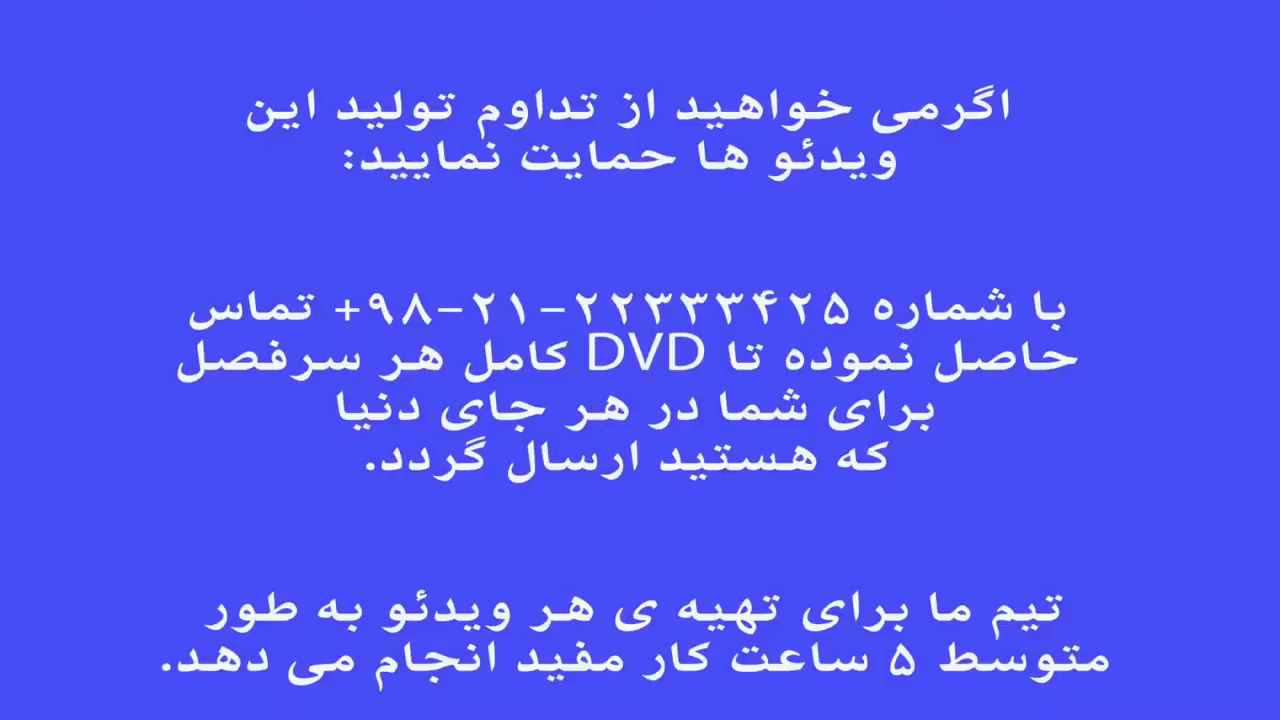 اگرمی خواهید از تداوم تولید این
ویدئو ها حمایت نمایید:
با شماره ۲۲۳۳۳۴۲۵-۲۱-۹۸+ تماس
حاصل نموده تا DVD کامل هر سرفصل
برای شما در هر جای دنیا
که هستید ارسال گردد.
تیم ما برای تهیه ی هر ویدئو به طور
متوسط ۵ ساعت کار مفید انجام می دهد.